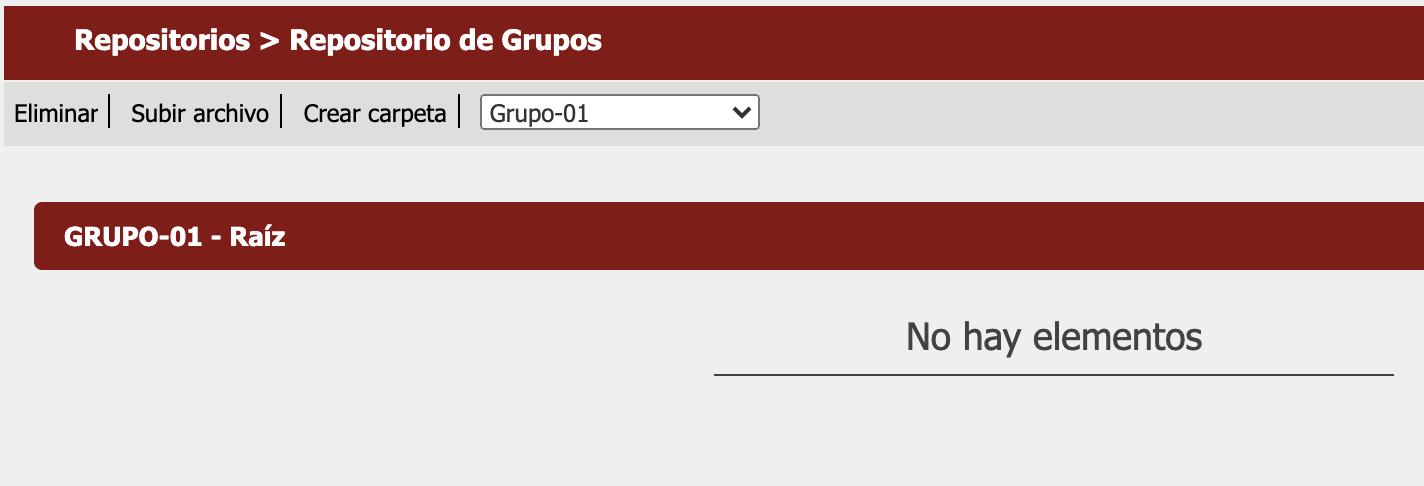 Repositorios > Repositorio de Grupos
Eliminar Subir archivo Crear carpeta Grupo-01
GRUPO-01 - Raíz
No hay elementos